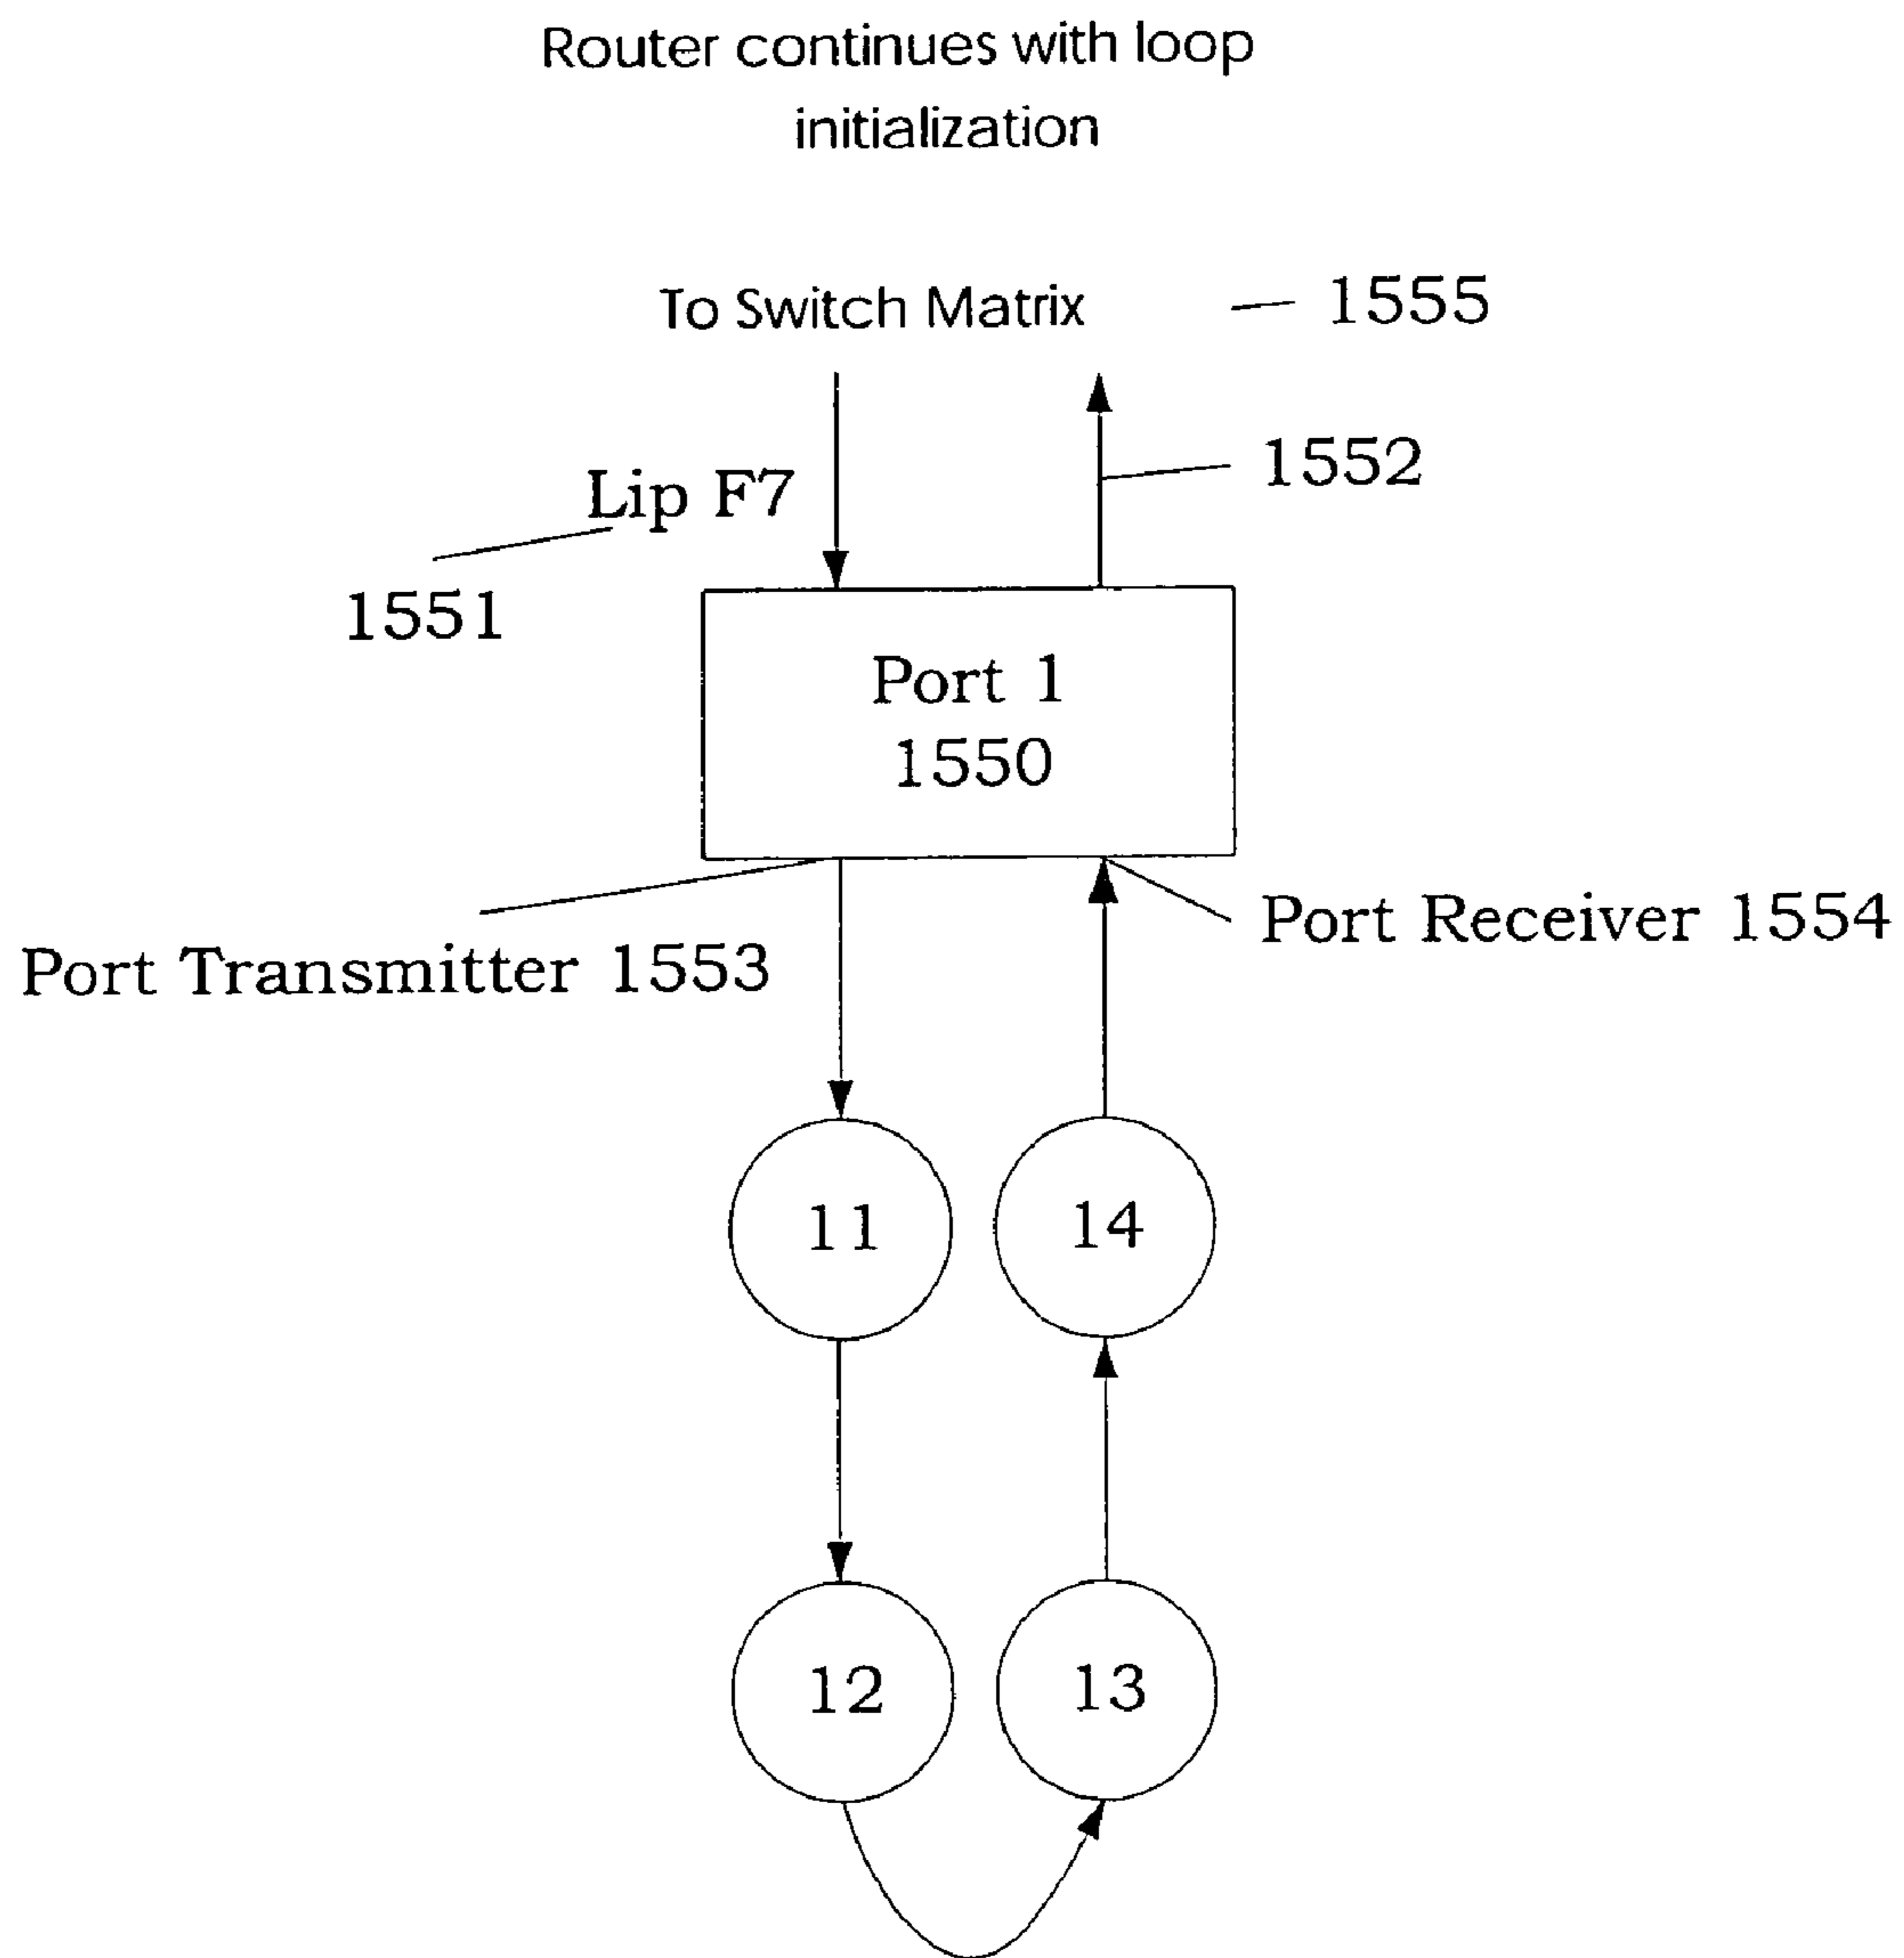 Router continues with loop
initialization
To Switch Matrix
1555
1552
Lip F7
1551
Port 1
1550
Port Receiver 1554
Port Transmitter 1553
11
14
12
13